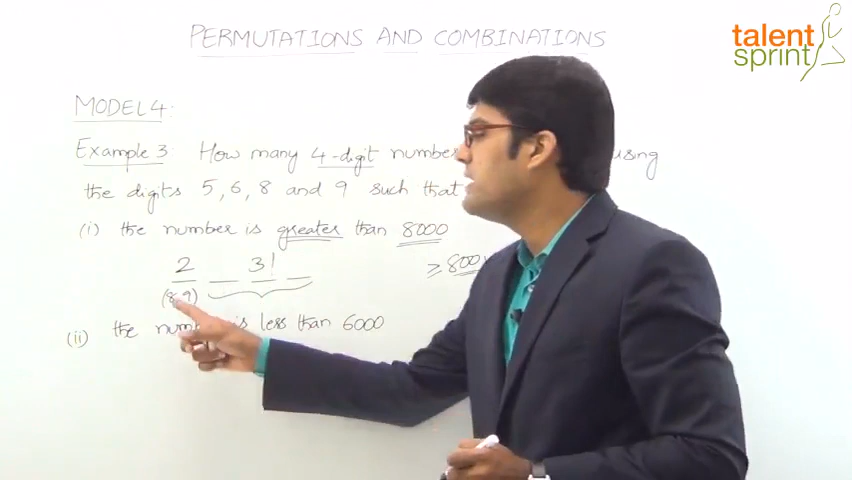 PERMUTATIONS AND COMBINATIONS
talent
sprint
MODEL 4:
Example 3: How many 4-digit using
the digits 5, 6, 8 and 9 such that
(i) the number is greater than 8000
2 3!
≥ 8001
(8,9)
(ii) the number is less than 6000